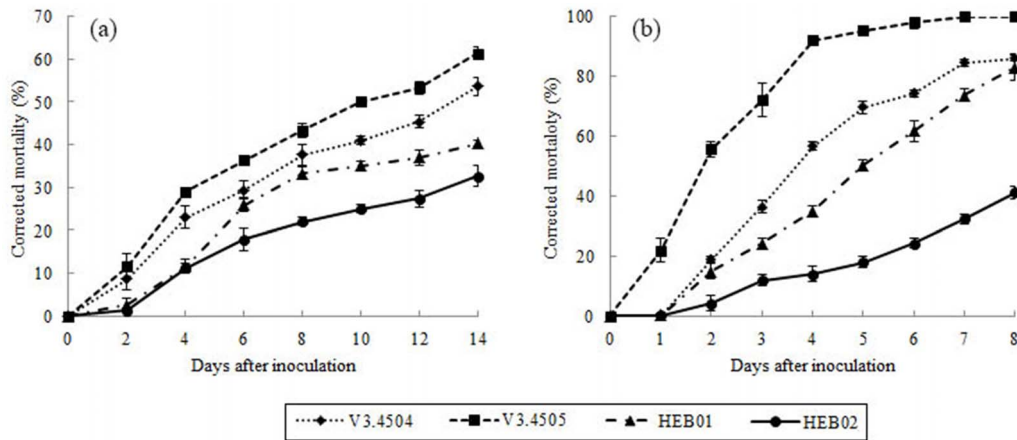 (a)
Corrected mortality (%)
70
60
50
40
30
20
10
0
0 2 4 6 8 10 12 14
Days after inoculation
(b)
Corrected mortaloty (%)
100
80
60
40
20
0
0 1 2 3 4 5 6 7 8
Days after inoculation
V3.4504 V3.4505 HEB01 HEB02